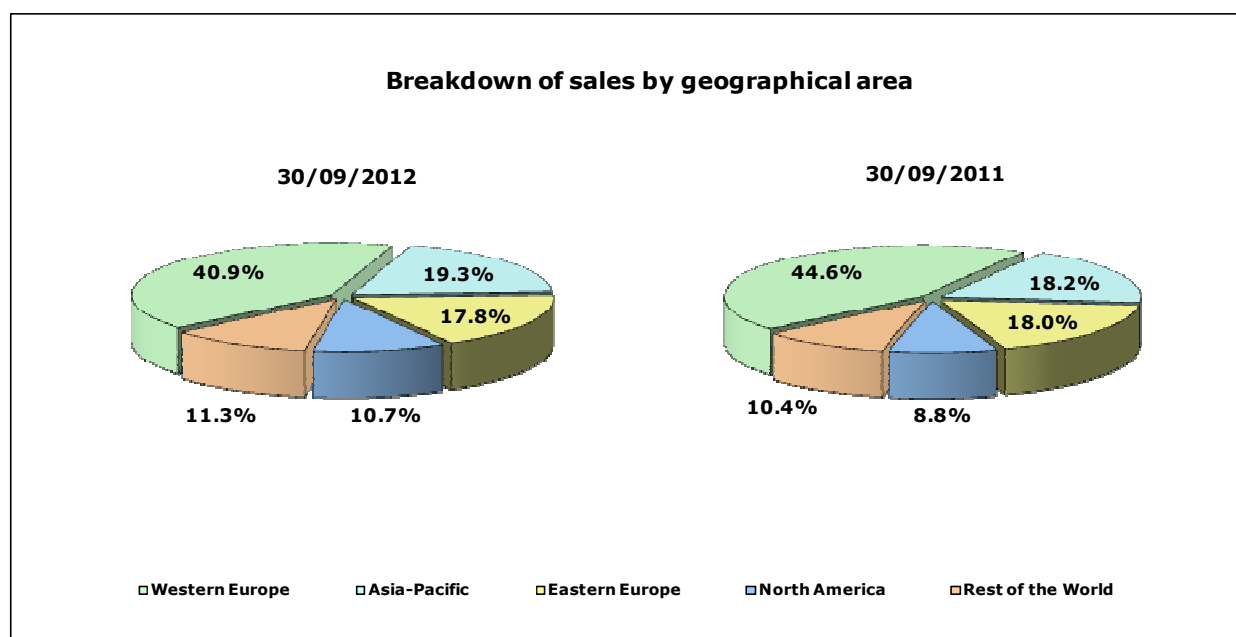 Breakdown of sales by geographical area
30/09/2012
40.9%
19.3%
17.8%
11.3%
10.7%
30/09/2011
44.6%
18.2%
18.0%
10.4%
8.8%
Western Europe
Asia-Pacific
Eastern Europe
North America
Rest of the World